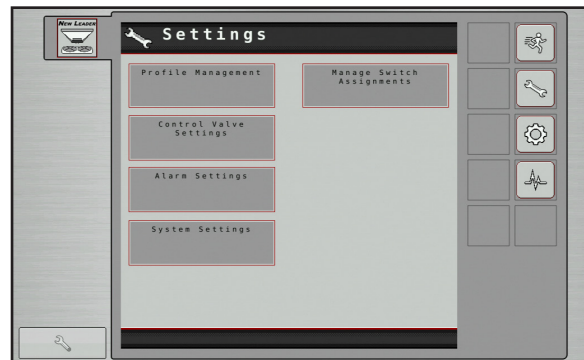 NEW LEADER
Settings
Profile Management
Manage Switch
Assignments
Control Valve
Settings
Alarm Settings
System Settings